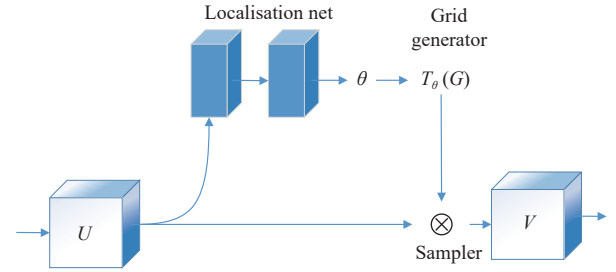 Localisation net
Grid
generator
θ
T_θ(G)
U
Sampler
V